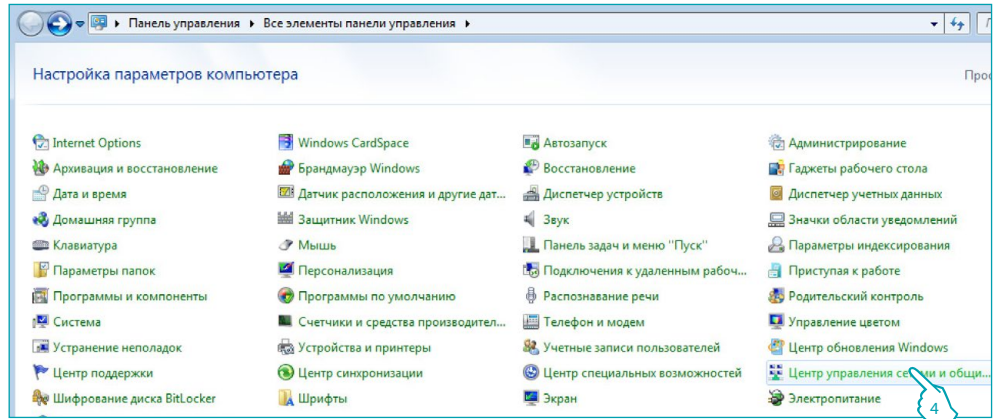 Панель управления ▸ Все элементы панели управления ▸
Настройка параметров компьютера
Internet Options
Windows CardSpace
Автозапуск
Администрирование
Архивация и восстановление
Брандмауэр Windows
Восстановление
Гаджеты рабочего стола
Дата и время
Датчик расположения и другие дат...
Диспетчер устройств
Диспетчер учетных данных
Домашняя группа
Защитник Windows
Звук
Значки области уведомлений
Клавиатура
Мышь
Панель задач и меню "Пуск"
Параметры индексирования
Параметры папок
Персонализация
Подключения к удаленным рабоч...
Приступая к работе
Программы и компоненты
Программы по умолчанию
Распознавание речи
Родительский контроль
Система
Счетчики и средства производител...
Телефон и модем
Управление цветом
Устранение неполадок
Устройства и принтеры
Учетные записи пользователей
Центр обновления Windows
Центр поддержки
Центр синхронизации
Центр специальных возможностей
Центр управления сетями и общи...
Шифрование диска BitLocker
Шрифты
Экран
Электропитание
4